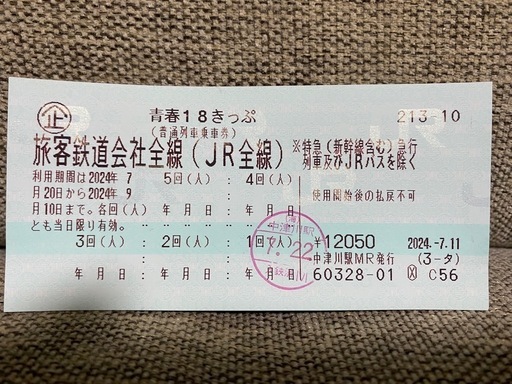 企 青春18きっぷ 213-10
(普通列車乗車券)
旅客鉄道会社全線(JR全線) ※特急(新幹線含む)急行
列車及びJRバスを除く
利用期間は2024年 7 5回(人) : 4回(人)
月20日から2024年 9 : 使用開始後の払戻不可
月10日まで。各回(人) 年 月 日: 年 月 日
とも当日限り有効。
3回(人) : 2回(人) : 1回(人) ¥12050 2024.-7.11
中津川駅
7.22
: : 中津川駅MR発行 (3-タ)
年 月 日: 年 月 日: 年 月 日 60328-01 Ⓧ C56